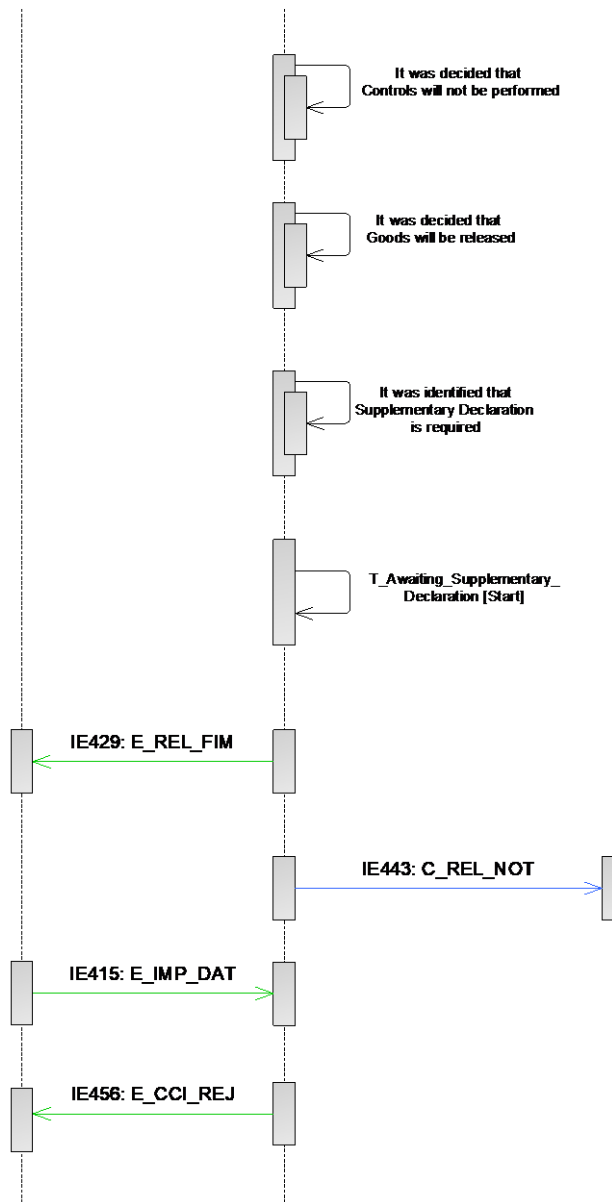 It was decided that
Controls will not be performed
It was decided that
Goods will be released
It was identified that
Supplementary Declaration
is required
T_Awaiting_Supplementary_
Declaration [Start]
IE429: E_REL_FIM
IE443: C_REL_NOT
IE415: E_IMP_DAT
IE456: E_CCI_REJ